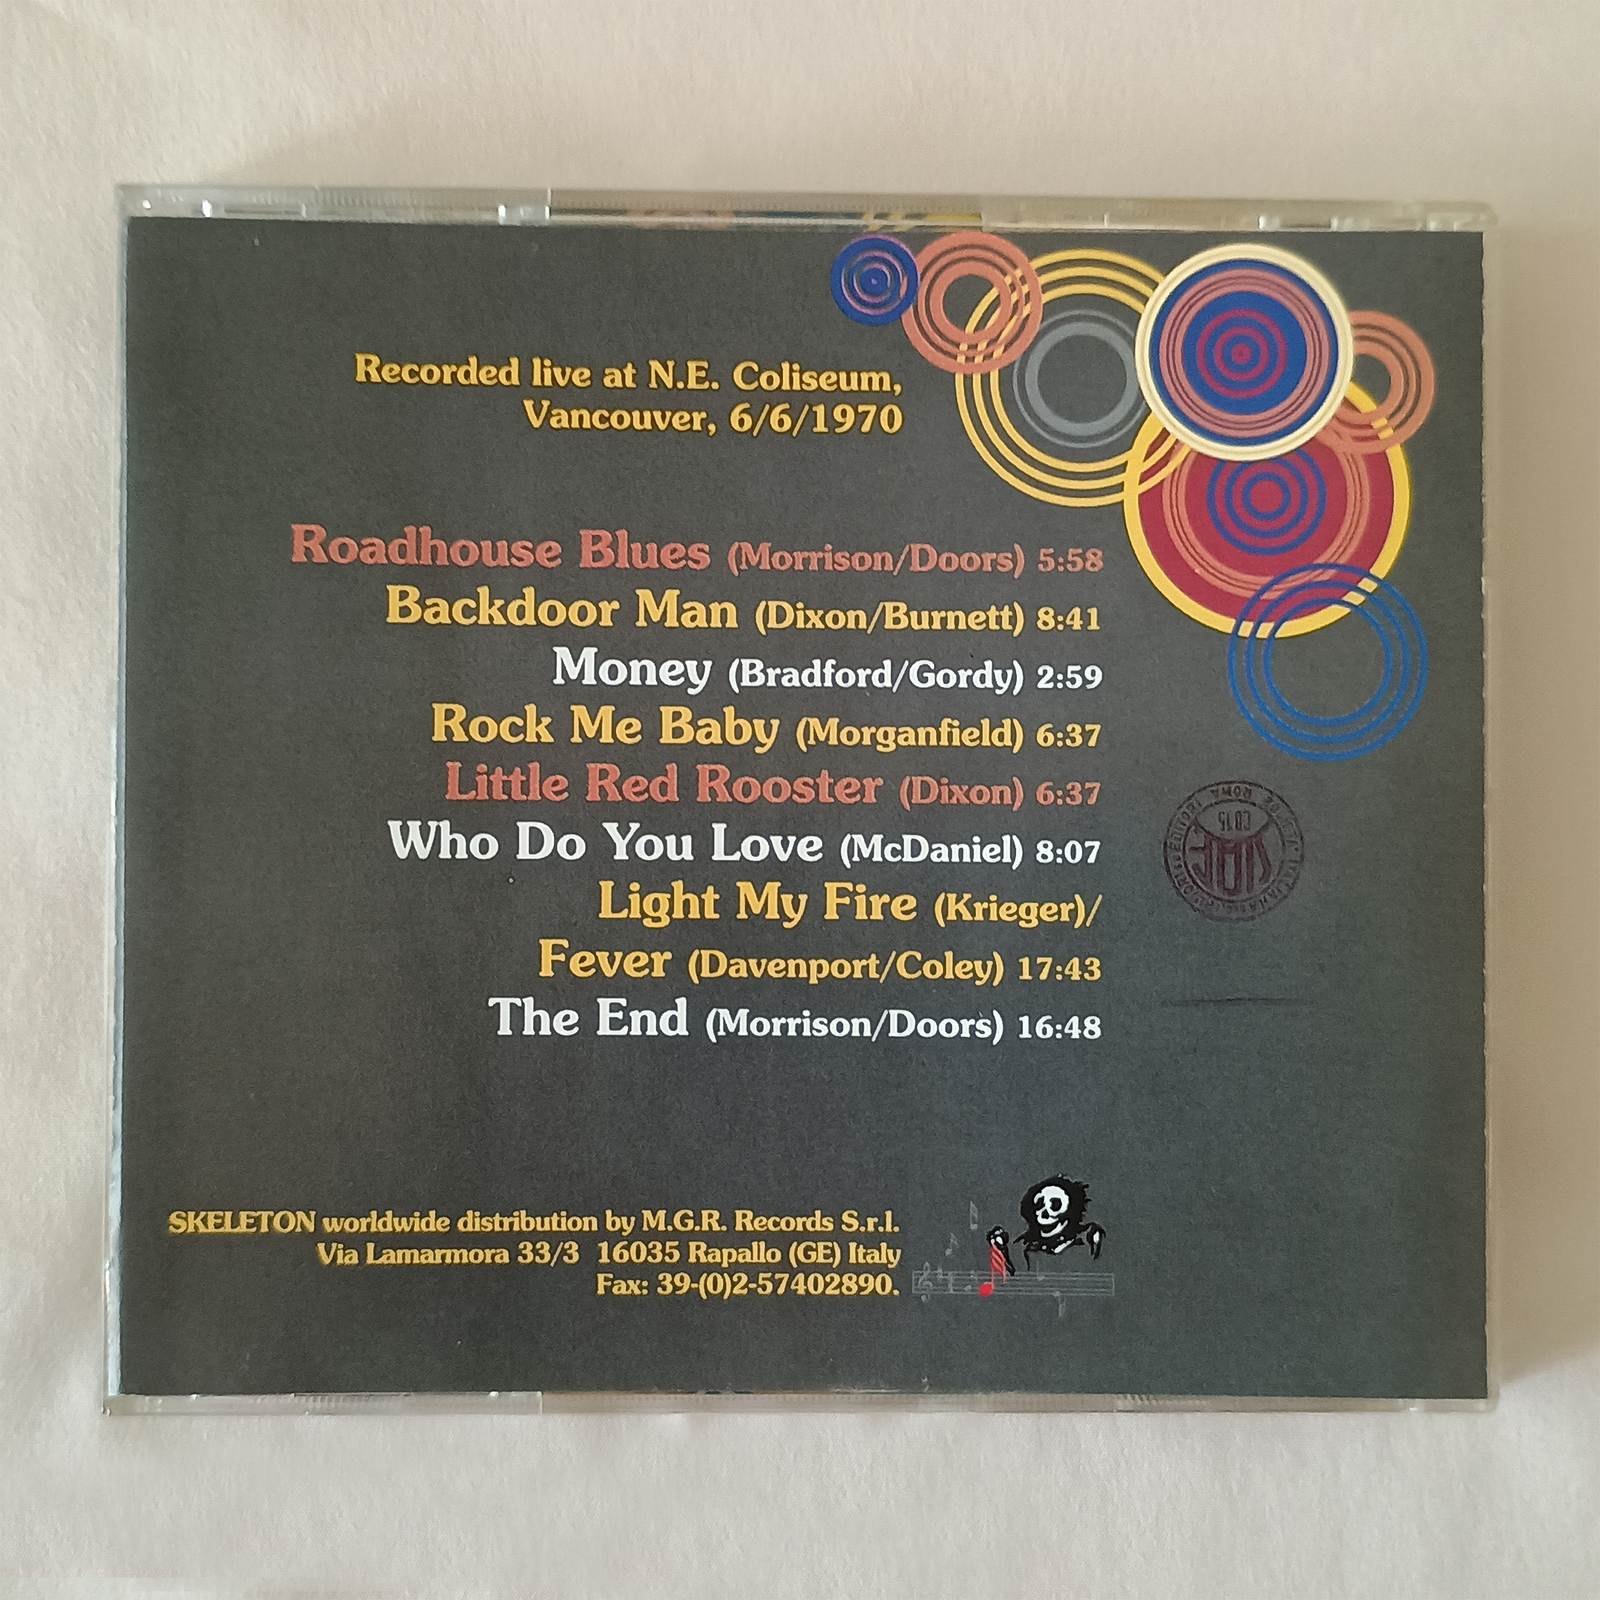 Recorded live at N.E. Coliseum,
Vancouver, 6/6/1970
Roadhouse Blues (Morrison/Doors) 5:58
Backdoor Man (Dixon/Burnett) 8:41
Money (Bradford/Gordy) 2:59
Rock Me Baby (Morganfield) 6:37
Little Red Rooster (Dixon) 6:37
Who Do You Love (McDaniel) 8:07
Light My Fire (Krieger)/
Fever (Davenport/Coley) 17:43
The End (Morrison/Doors) 16:48
SIAE
ROMA
SKELETON worldwide distribution by M.G.R. Records S.r.l.
Via Lamarmora 33/3 16035 Rapallo (GE) Italy
Fax: 39-(0)2-57402890.